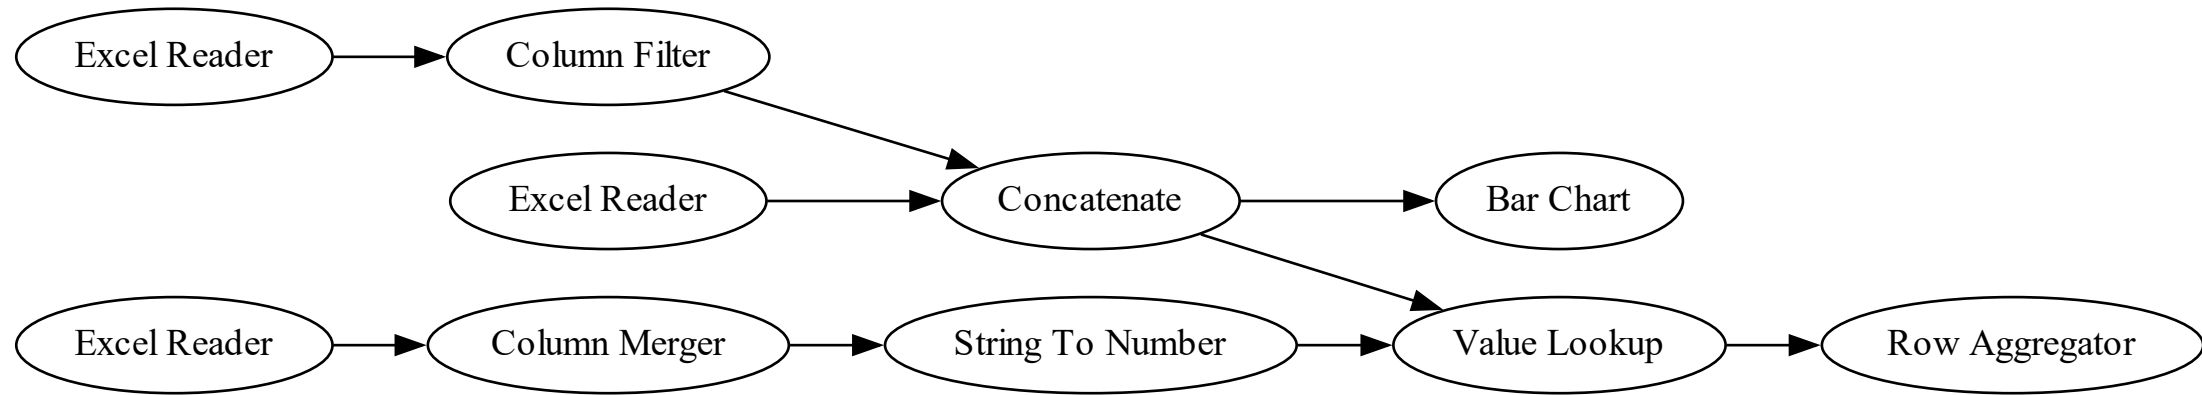 Excel Reader
Column Filter
Excel Reader
Concatenate
Bar Chart
Excel Reader
Column Merger
String To Number
Value Lookup
Row Aggregator